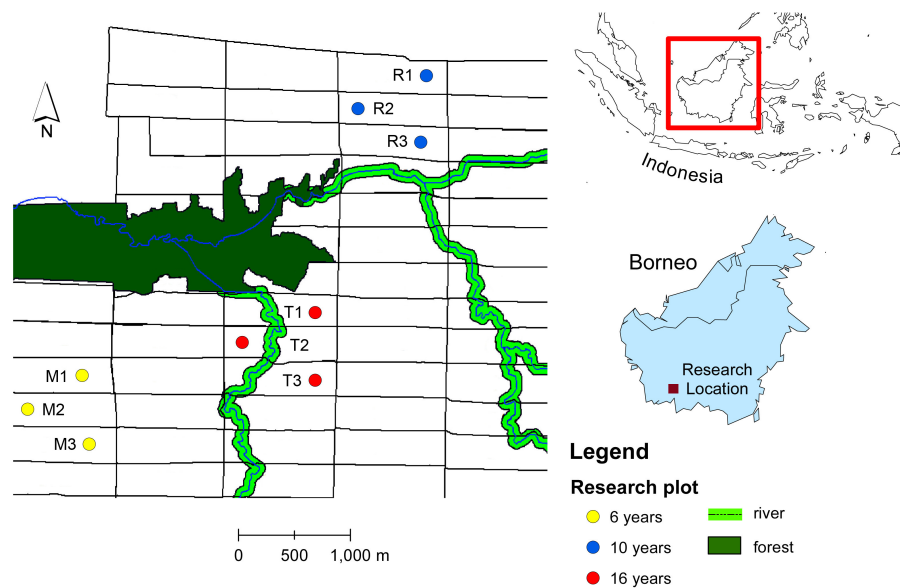 N
R1
R2
R3
T1
T2
T3
M1
M2
M3
0 500 1,000 m
Indonesia
Borneo
Research
Location
Legend
Research plot
6 years
river
10 years
forest
16 years